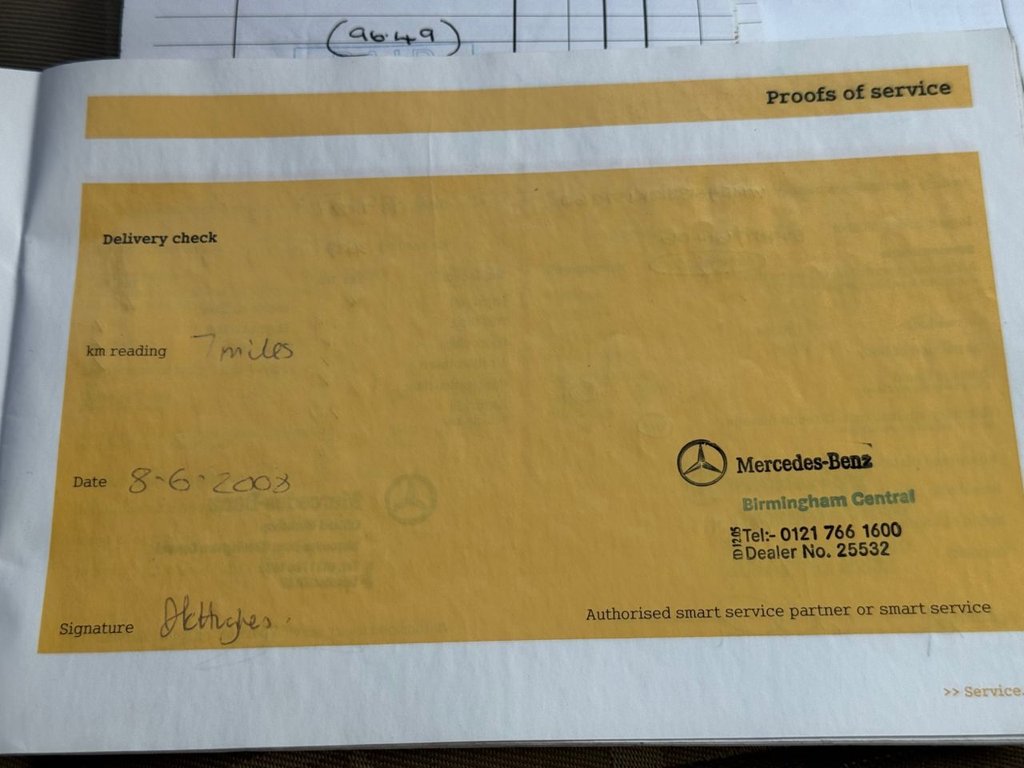 (96.49)
Proofs of service
Delivery check
km reading 7 miles
Date 8-6-2008
Mercedes-Benz
Birmingham Central
Tel:- 0121 766 1600
Dealer No. 25532
Authorised smart service partner or smart service
Signature
>> Service.